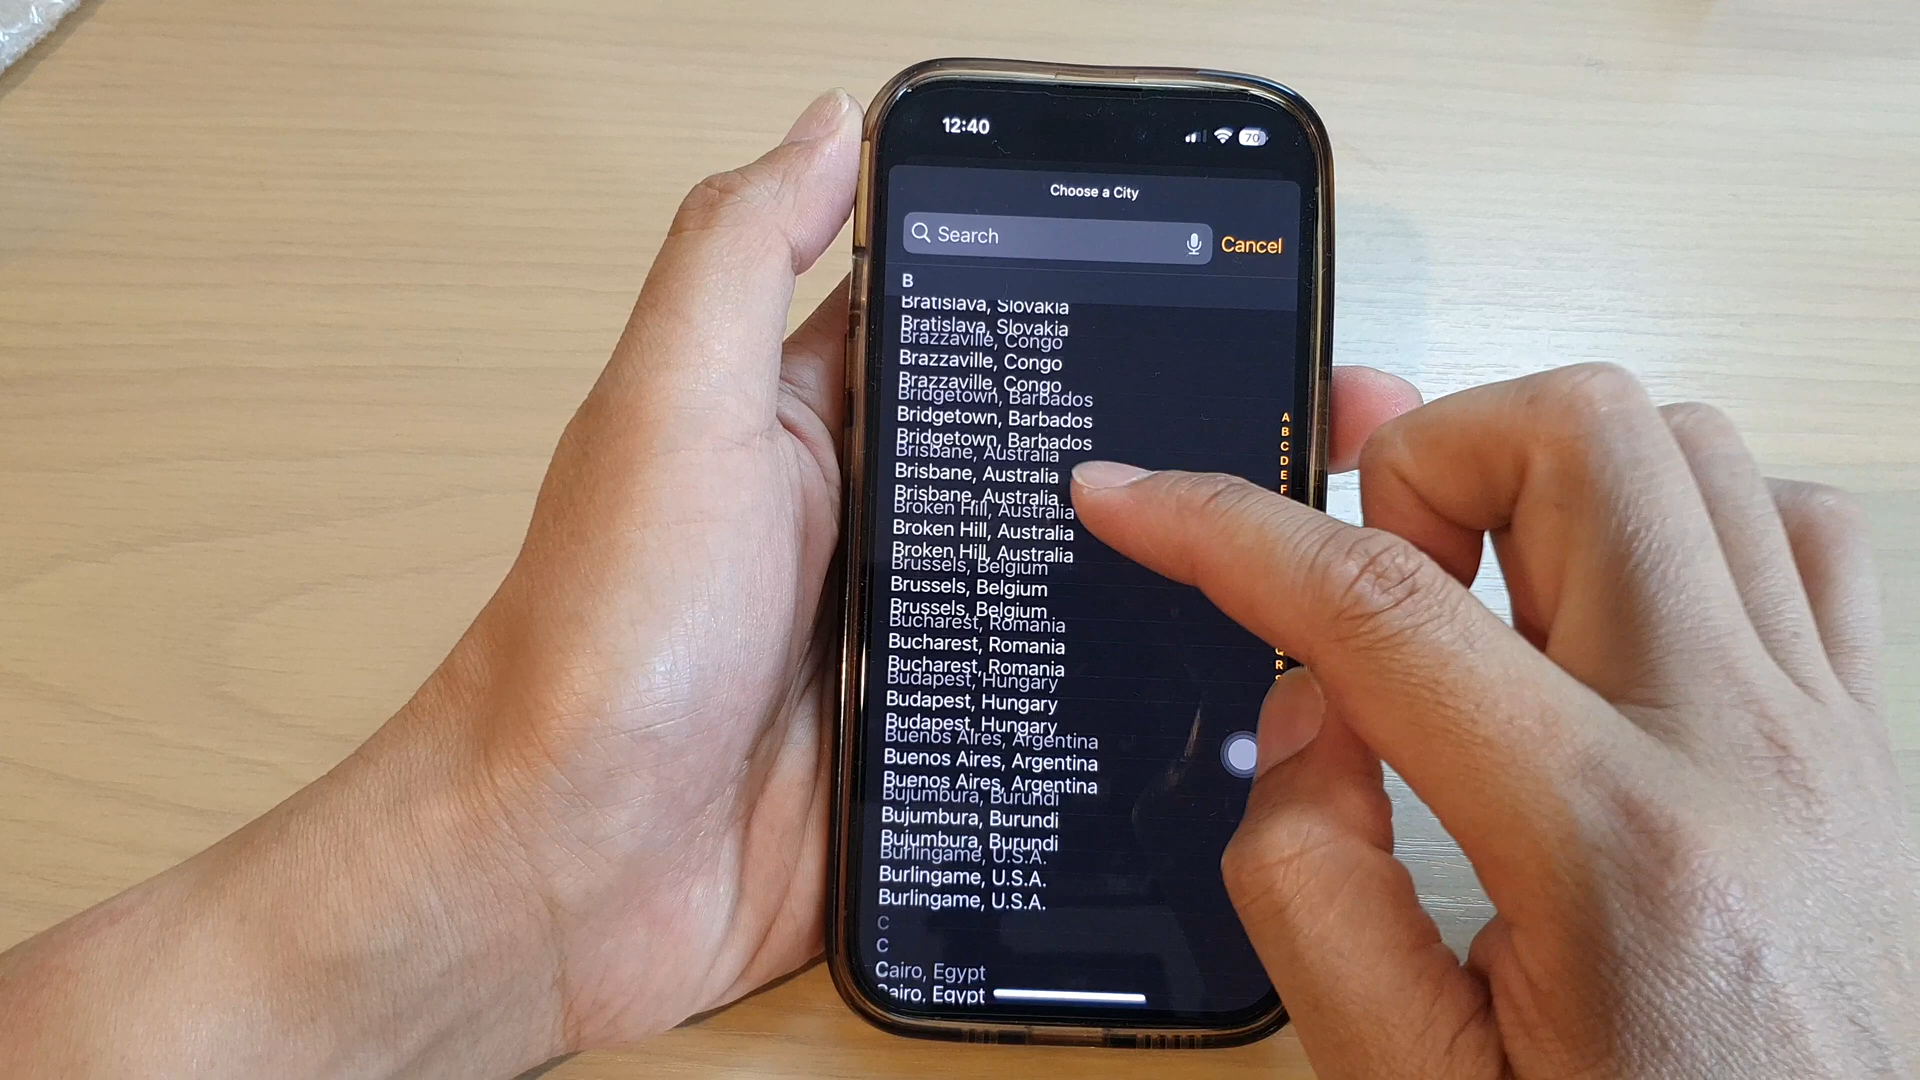 12:40
70
Choose a City
Search
Cancel
B
Bratislava, Slovakia
Bratislava, Slovakia
Brazzaville, Congo
Brazzaville, Congo
Brazzaville, Congo
Bridgetown, Barbados
Bridgetown, Barbados
Bridgetown, Barbados
Brisbane, Australia
Brisbane, Australia
Brisbane, Australia
Broken Hill, Australia
Broken Hill, Australia
Broken Hill, Australia
Brussels, Belgium
Brussels, Belgium
Brussels, Belgium
Bucharest, Romania
Bucharest, Romania
Bucharest, Romania
Budapest, Hungary
Budapest, Hungary
Budapest, Hungary
Buenos Aires, Argentina
Buenos Aires, Argentina
Buenos Aires, Argentina
Bujumbura, Burundi
Bujumbura, Burundi
Bujumbura, Burundi
Burlingame, U.S.A.
Burlingame, U.S.A.
Burlingame, U.S.A.
C
C
Cairo, Egypt
Cairo, Egypt
A
B
C
D
E
F
R